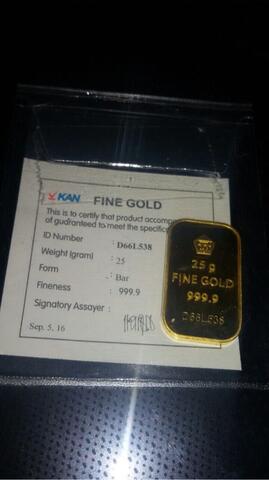 KAN FINE GOLD
This is to certify that product accomp
of guaranteed to meet the specific
ID Number : D66L538
Weight (gram) : 25
Form : Bar
Fineness : 999.9
Signatory Assayer :
Sep. 5, 16
25 g
FINE GOLD
999.9
D66L538